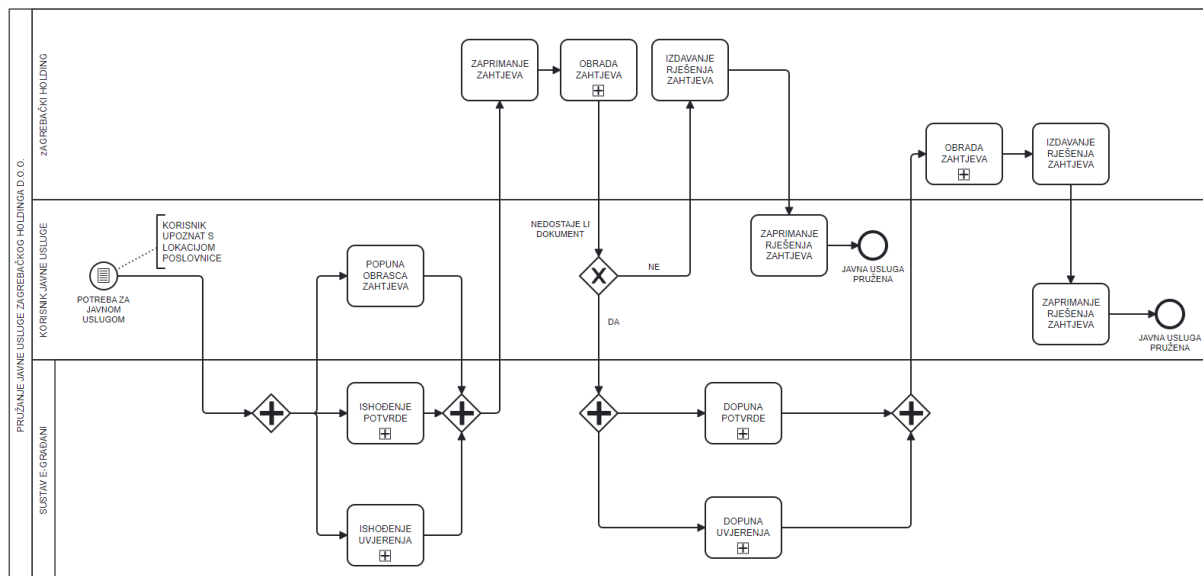 PRUŽANJE JAVNE USLUGE ZAGREBAČKOG HOLDINGA D.O.O.
zAGREBAČKI HOLDING
ZAPRIMANJE
ZAHTJEVA
OBRADA
ZAHTJEVA
IZDAVANJE
RJEŠENJA
ZAHTJEVA
OBRADA
ZAHTJEVA
IZDAVANJE
RJEŠENJA
ZAHTJEVA
KORISNIK JAVNE USLUGE
KORISNIK
UPOZNAT S
LOKACIJOM
POSLOVNICE
POTREBA ZA
JAVNOM
USLUGOM
POPUNA
OBRASCA
ZAHTJEVA
NEDOSTAJE LI
DOKUMENT
NE
DA
ZAPRIMANJE
RJEŠENJA
ZAHTJEVA
JAVNA USLUGA
PRUŽENA
ZAPRIMANJE
RJEŠENJA
ZAHTJEVA
JAVNA USLUGA
PRUŽENA
SUSTAV E-GRAĐANI
ISHOĐENJE
POTVRDE
ISHOĐENJE
UVJERENJA
DOPUNA
POTVRDE
DOPUNA
UVJERENJA